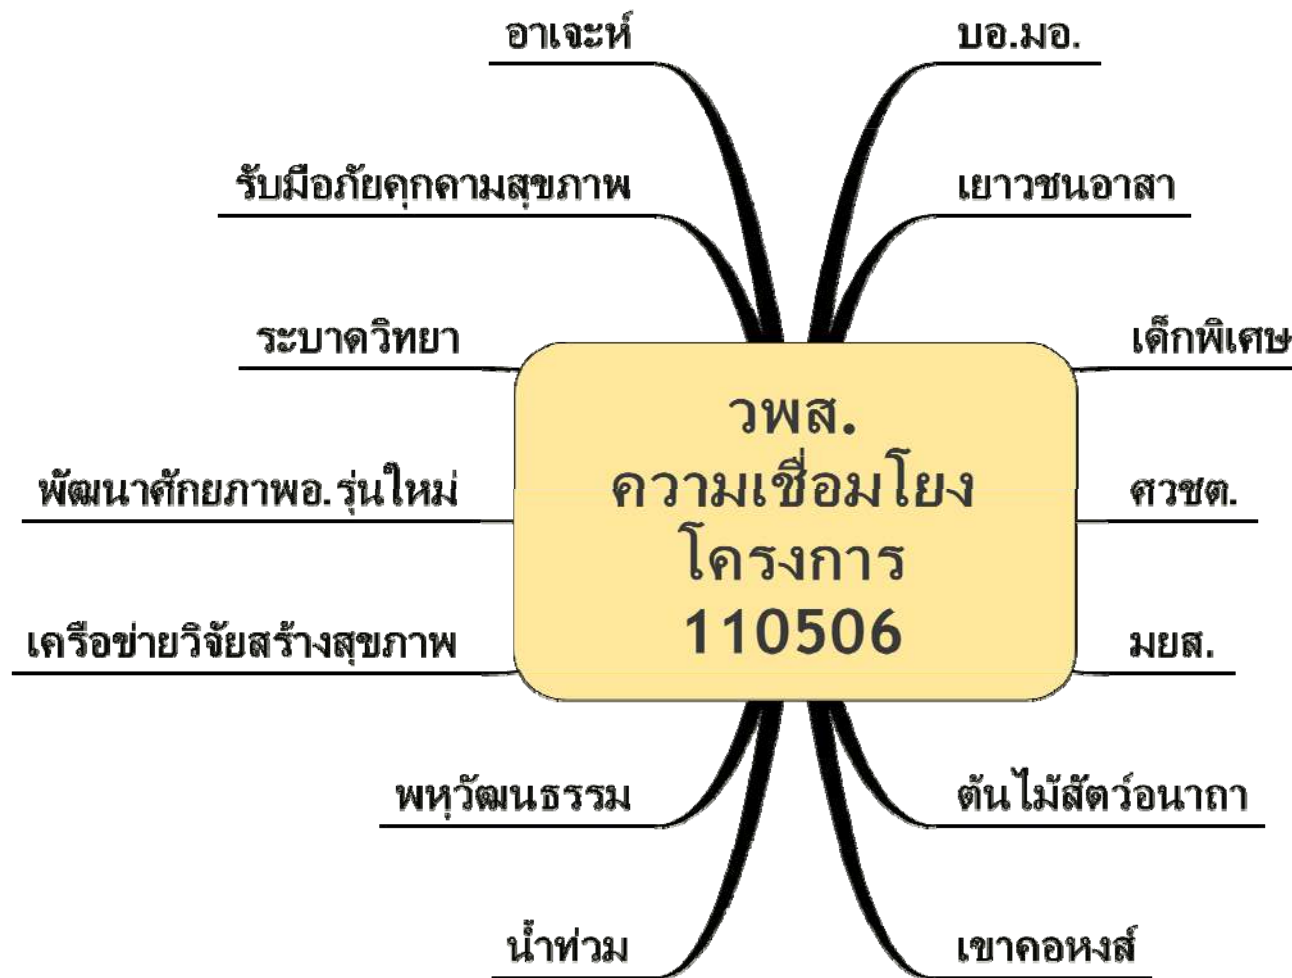 อาเจะห์
บอ.มอ.
รับมือภัยคุกคามสุขภาพ
เยาวชนอาสา
ระบาดวิทยา
เด็กพิเศษ
วพส.
ความเชื่อมโยง
โครงการ
110506
พัฒนาศักยภาพอ.รุ่นใหม่
ศวชต.
เครือข่ายวิจัยสร้างสุขภาพ
มยส.
พหุวัฒนธรรม
ต้นไม้สัตว์อนาถา
น้ำท่วม
เขาคอหงส์